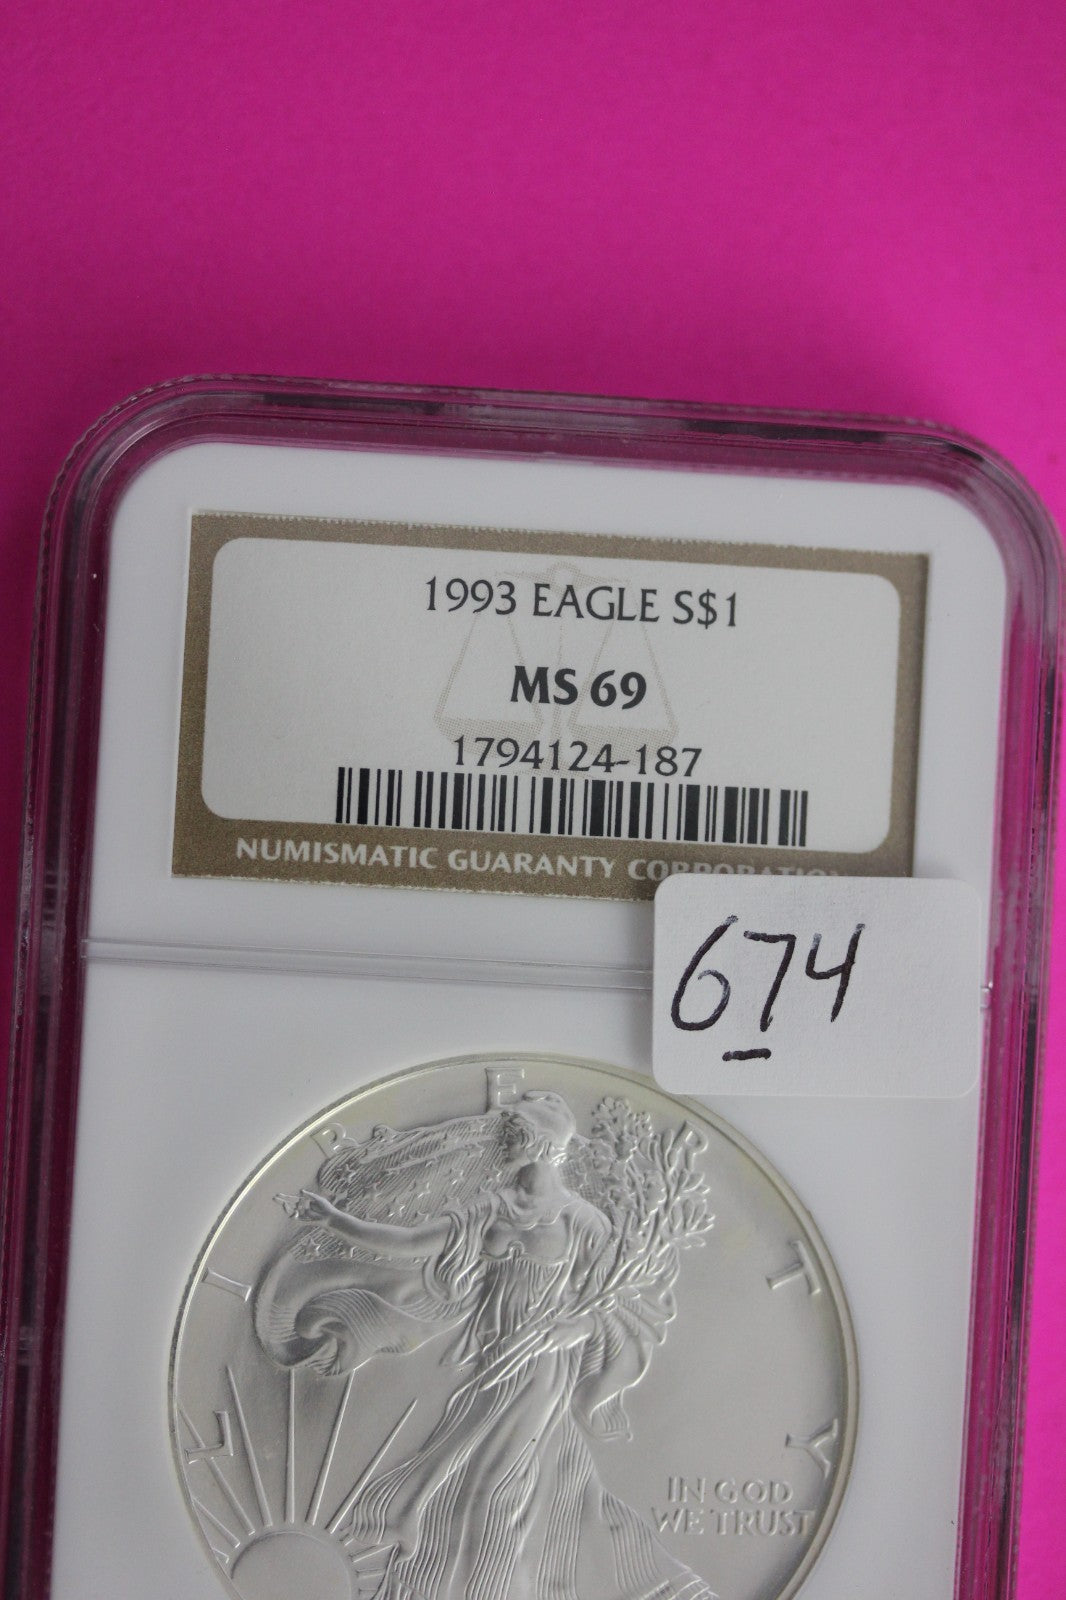 1993 EAGLE S$1
MS 69
1794124-187
NUMISMATIC GUARANTY CORPORATION
674
LIBERTY
IN GOD
WE TRUST